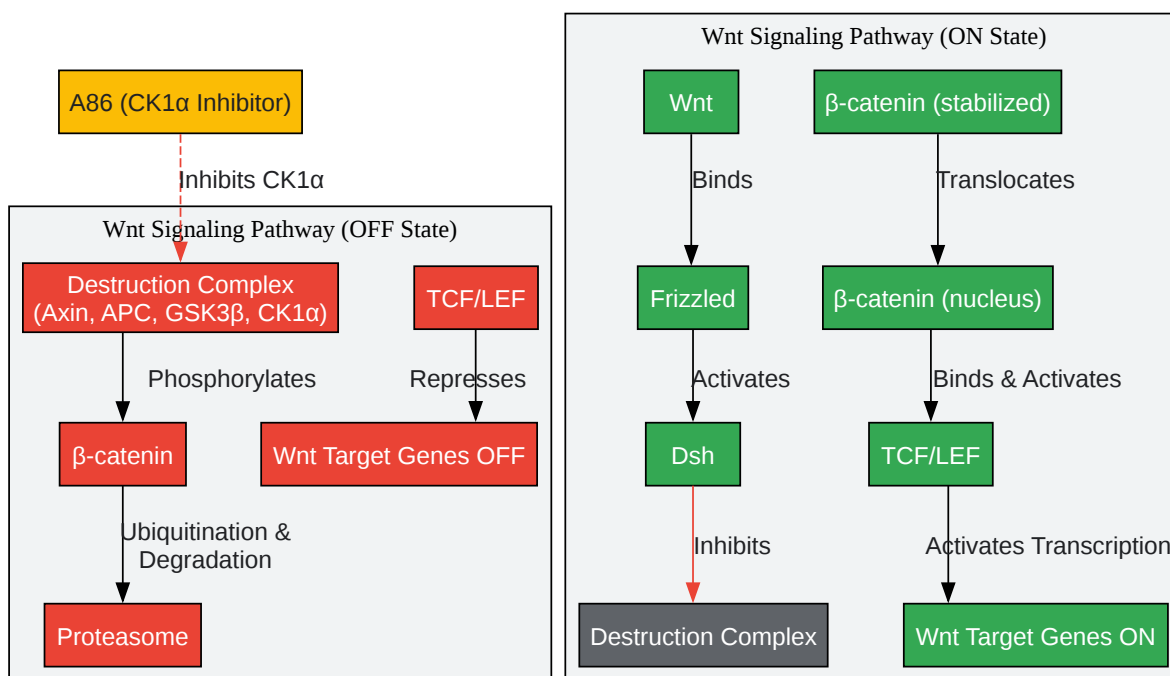 A86 (CK1α Inhibitor)
Inhibits CK1α
Wnt Signaling Pathway (OFF State)
Destruction Complex
(Axin, APC, GSK3β, CK1α)
Phosphorylates
β-catenin
Ubiquitination &
Degradation
Proteasome
TCF/LEF
Represses
Wnt Target Genes OFF
Wnt Signaling Pathway (ON State)
Wnt
Binds
Frizzled
Activates
Dsh
Inhibits
Destruction Complex
β-catenin (stabilized)
Translocates
β-catenin (nucleus)
Binds & Activates
TCF/LEF
Activates Transcription
Wnt Target Genes ON